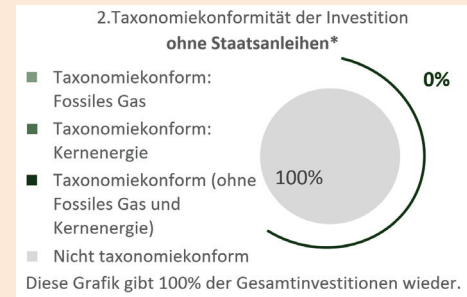 2.Taxonomiekonformität der Investition
ohne Staatsanleihen*
Taxonomiekonform:
Fossiles Gas
Taxonomiekonform:
Kernenergie
Taxonomiekonform (ohne
Fossiles Gas und
Kernenergie)
Nicht taxonomiekonform
0%
100%
Diese Grafik gibt 100% der Gesamtinvestitionen wieder.